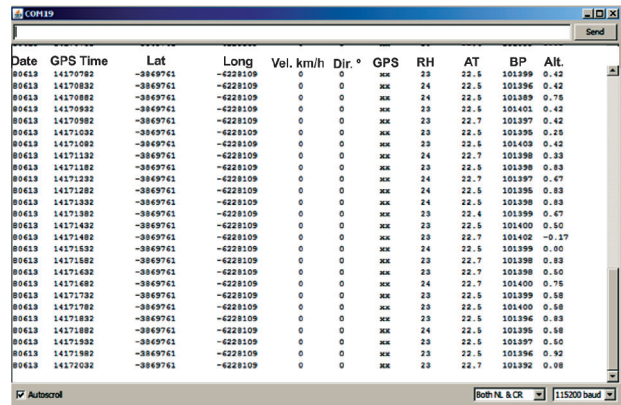 COM19
Send
Date GPS Time Lat Long Vel. km/h Dir. º GPS RH AT BP Alt.
80613 14170782 -3869761 -6228109 0 0 xx 23 22.5 101399 0.42
80613 14170832 -3869761 -6228109 0 0 xx 24 22.5 101396 0.42
80613 14170882 -3869761 -6228109 0 0 xx 24 22.5 101389 0.75
80613 14170932 -3869761 -6228109 0 0 xx 23 22.5 101401 0.42
80613 14170982 -3869761 -6228109 0 0 xx 23 22.7 101397 0.42
80613 14171032 -3869761 -6228109 0 0 xx 23 22.5 101395 0.25
80613 14171082 -3869761 -6228109 0 0 xx 23 22.5 101403 0.42
80613 14171132 -3869761 -6228109 0 0 xx 24 22.7 101398 0.33
80613 14171182 -3869761 -6228109 0 0 xx 23 22.5 101398 0.83
80613 14171232 -3869761 -6228109 0 0 xx 24 22.7 101397 0.67
80613 14171282 -3869761 -6228109 0 0 xx 24 22.5 101395 0.83
80613 14171332 -3869761 -6228109 0 0 xx 24 22.5 101398 0.83
80613 14171382 -3869761 -6228109 0 0 xx 23 22.4 101399 0.67
80613 14171432 -3869761 -6228109 0 0 xx 23 22.5 101400 0.50
80613 14171482 -3869761 -6228109 0 0 xx 23 22.7 101402 -0.17
80613 14171532 -3869761 -6228109 0 0 xx 24 22.5 101399 0.00
80613 14171582 -3869761 -6228109 0 0 xx 23 22.7 101398 0.83
80613 14171632 -3869761 -6228109 0 0 xx 23 22.7 101398 0.50
80613 14171682 -3869761 -6228109 0 0 xx 24 22.7 101400 0.75
80613 14171732 -3869761 -6228109 0 0 xx 23 22.5 101399 0.58
80613 14171782 -3869761 -6228109 0 0 xx 23 22.5 101400 0.58
80613 14171832 -3869761 -6228109 0 0 xx 23 22.5 101396 0.83
80613 14171882 -3869761 -6228109 0 0 xx 24 22.5 101395 0.58
80613 14171932 -3869761 -6228109 0 0 xx 23 22.5 101397 0.50
80613 14171982 -3869761 -6228109 0 0 xx 23 22.5 101396 0.92
80613 14172032 -3869761 -6228109 0 0 xx 23 22.7 101392 0.08
Autoscroll Both NL & CR 115200 baud